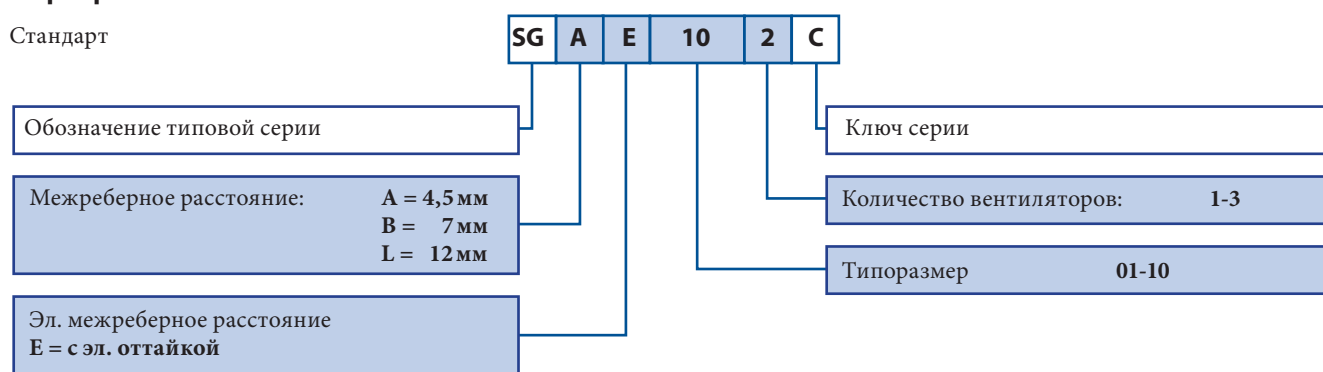 Стандарт
SG A E 10 2 C
Обозначение типовой серии
Ключ серии
Межреберное расстояние: A = 4,5 мм
B = 7 мм
L = 12 мм
Количество вентиляторов: 1-3
Типоразмер 01-10
Эл. межреберное расстояние
E = с эл. оттайкой